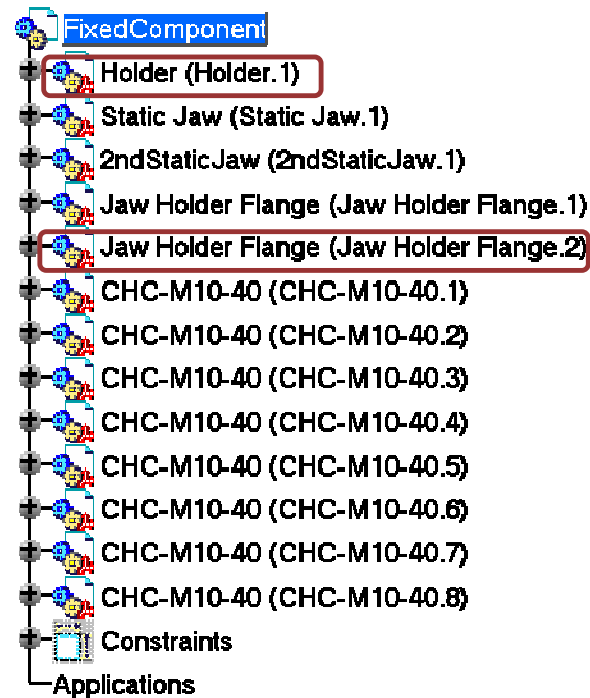 FixedComponent
Holder (Holder.1)
Static Jaw (Static Jaw.1)
2ndStaticJaw (2ndStaticJaw.1)
Jaw Holder Flange (Jaw Holder Flange.1)
Jaw Holder Flange (Jaw Holder Flange.2)
CHC-M10-40 (CHC-M10-40.1)
CHC-M10-40 (CHC-M10-40.2)
CHC-M10-40 (CHC-M10-40.3)
CHC-M10-40 (CHC-M10-40.4)
CHC-M10-40 (CHC-M10-40.5)
CHC-M10-40 (CHC-M10-40.6)
CHC-M10-40 (CHC-M10-40.7)
CHC-M10-40 (CHC-M10-40.8)
Constraints
Applications